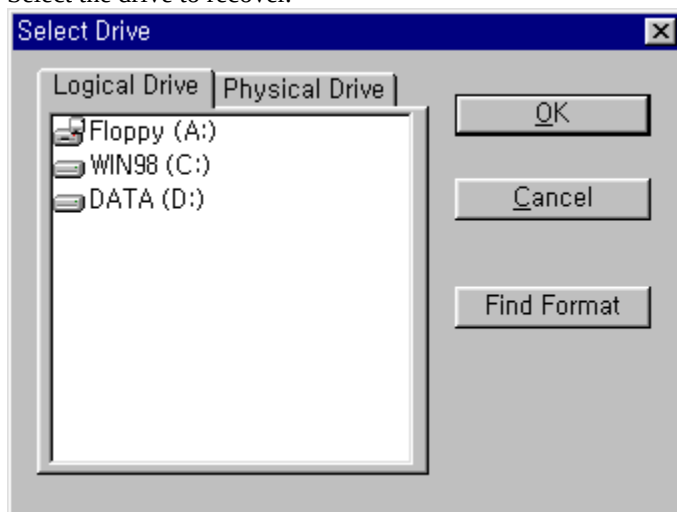 Select the drive to recover.
Select Drive
Logical Drive
Physical Drive
Floppy (A:)
WIN98 (C:)
DATA (D:)
OK
Cancel
Find Format